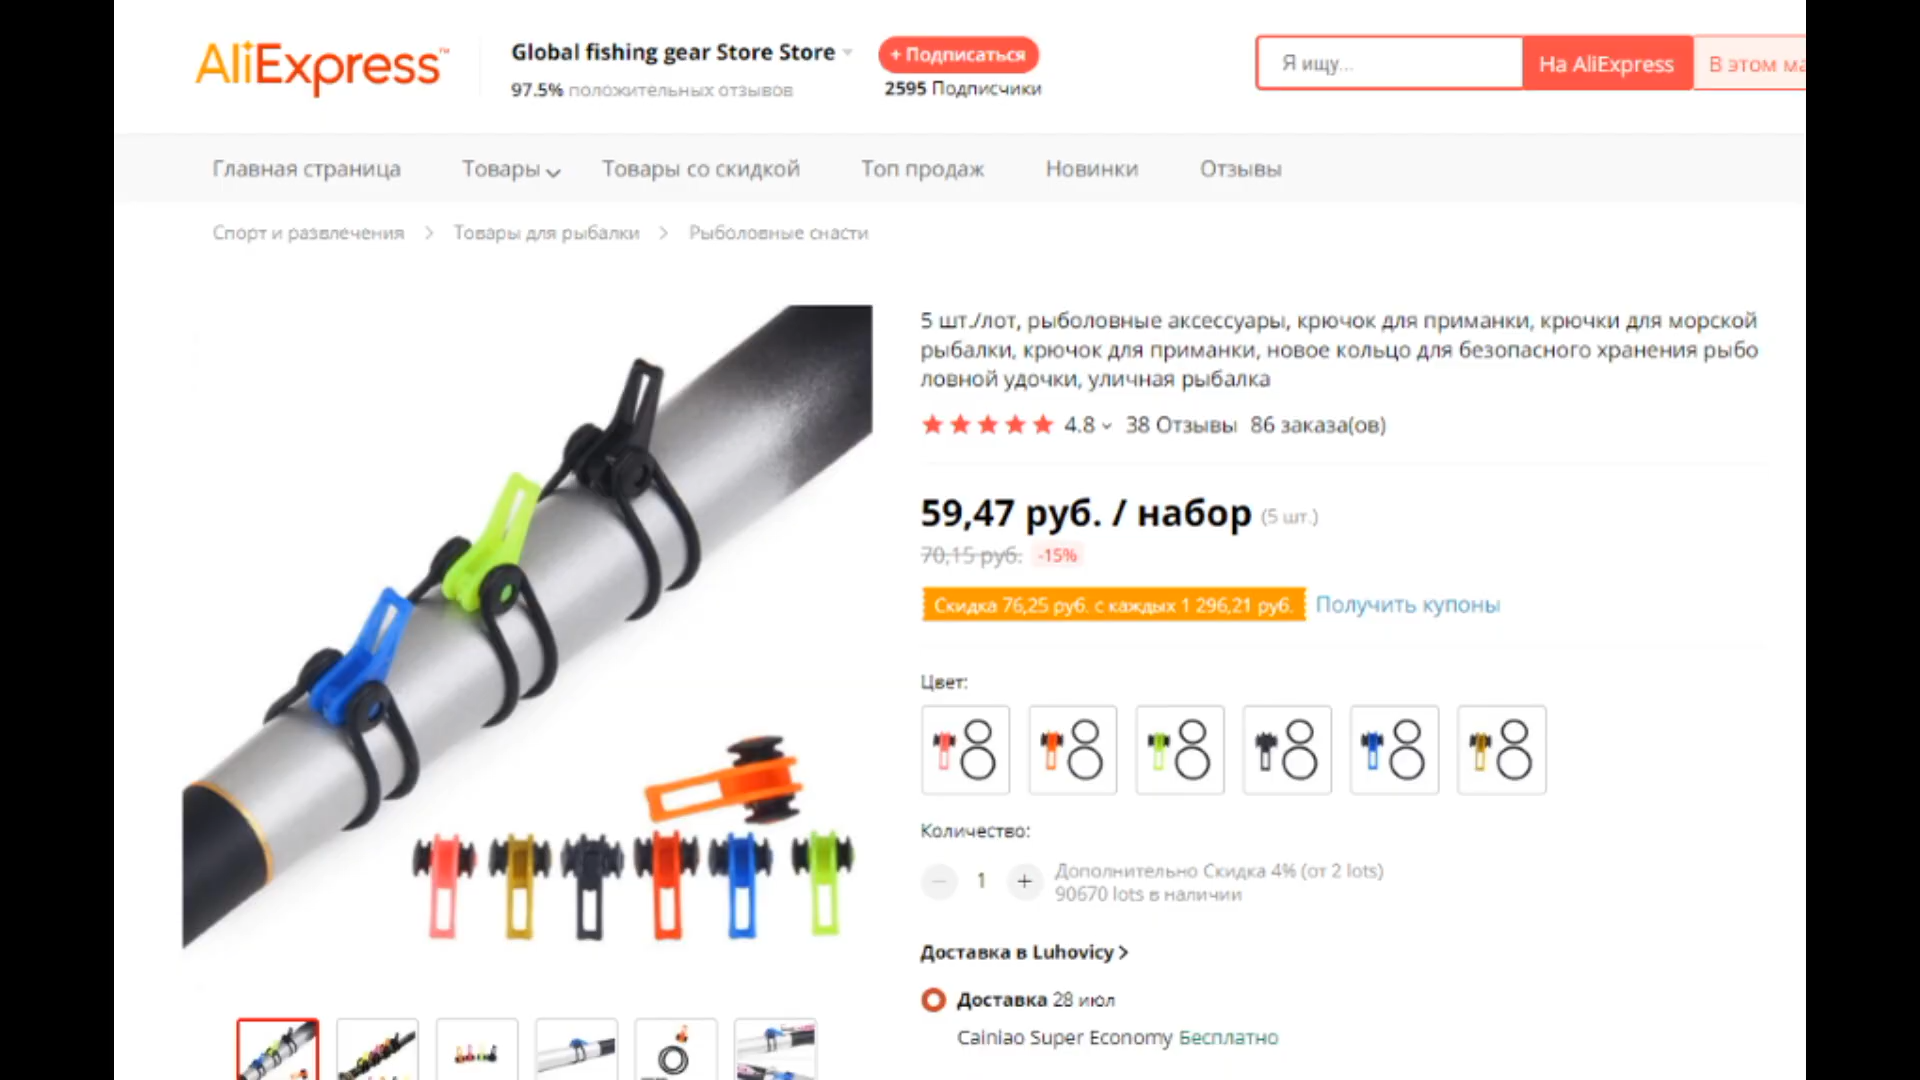 AliExpress™
Global fishing gear Store Store
97.5% положительных отзывов
+ Подписаться
2595 Подписчики
Я ищу...
На AliExpress
В этом ма
Главная страница
Товары
Товары со скидкой
Топ продаж
Новинки
Отзывы
Спорт и развлечения > Товары для рыбалки > Рыболовные снасти
5 шт./лот, рыболовные аксессуары, крючок для приманки, крючки для морской
рыбалки, крючок для приманки, новое кольцо для безопасного хранения рыбо
ловной удочки, уличная рыбалка
4.8 38 Отзывы 86 заказа(ов)
59,47 руб. / набор (5 шт.)
70,15 руб. -15%
Скидка 76,25 руб. с каждых 1 296,21 руб. Получить купоны
Цвет:
Количество:
1
Дополнительно Скидка 4% (от 2 lots)
90670 lots в наличии
Доставка в Luhovicy
Доставка 28 июл
Cainiao Super Economy Бесплатно